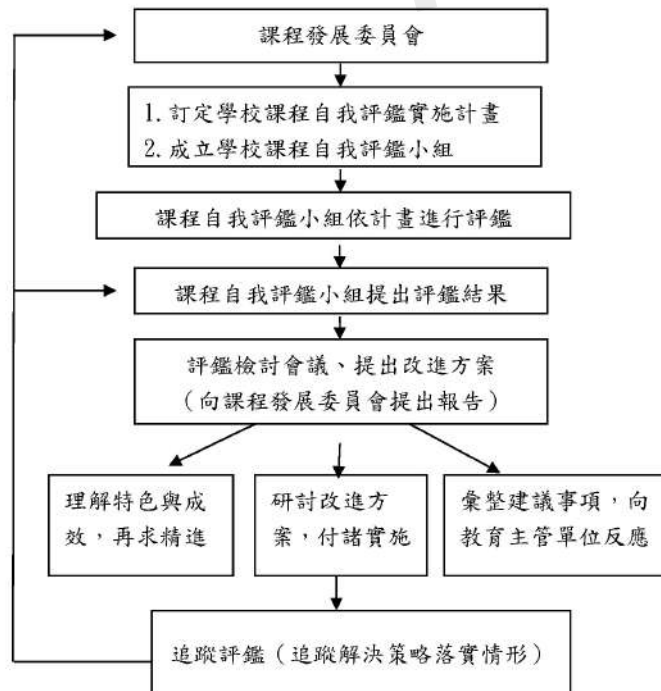 課程發展委員會
1. 訂定學校課程自我評鑑實施計畫
2. 成立學校課程自我評鑑小組
課程自我評鑑小組依計畫進行評鑑
課程自我評鑑小組提出評鑑結果
評鑑檢討會議、提出改進方案
（向課程發展委員會提出報告）
理解特色與成
效，再求精進
研討改進方
案，付諸實施
彙整建議事項，向
教育主管單位反應
追蹤評鑑（追蹤解決策略落實情形）